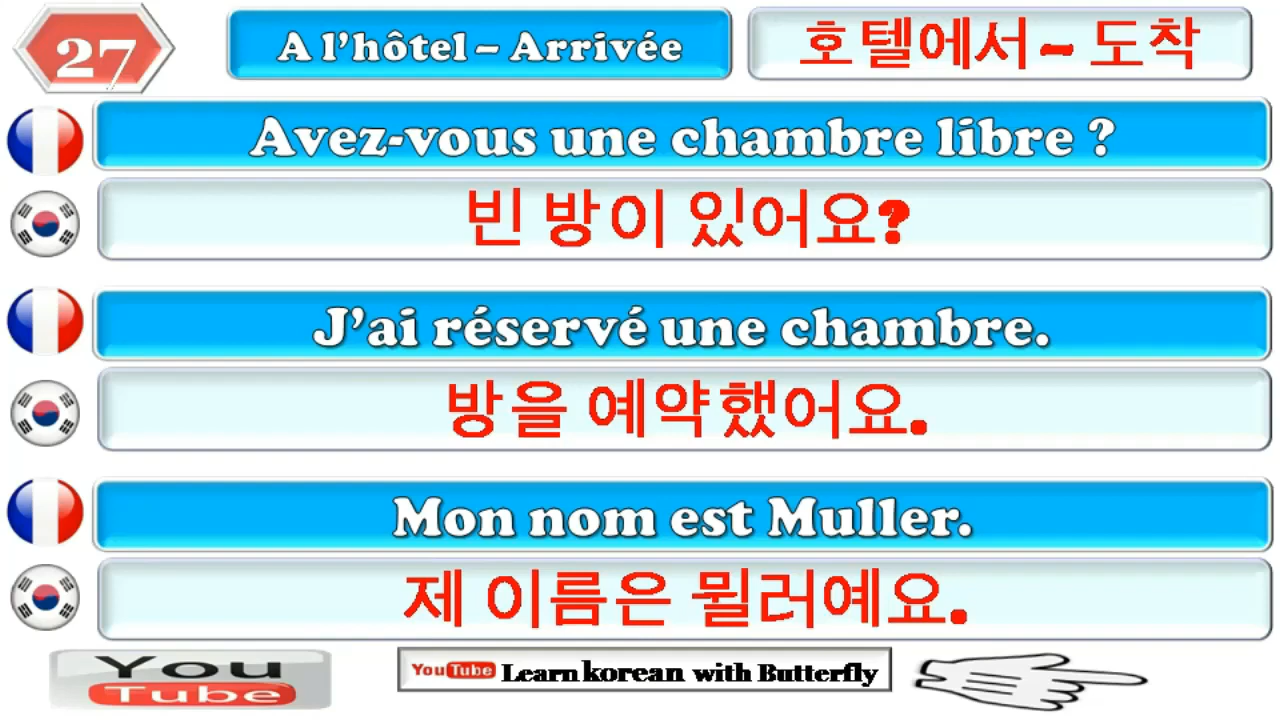 27
A l'hôtel – Arrivée
호텔에서 – 도착
Avez-vous une chambre libre ?
빈 방이 있어요?
J'ai réservé une chambre.
방을 예약했어요.
Mon nom est Muller.
제 이름은 뮐러예요.
You Tube
YouTube Learn korean with Butterfly